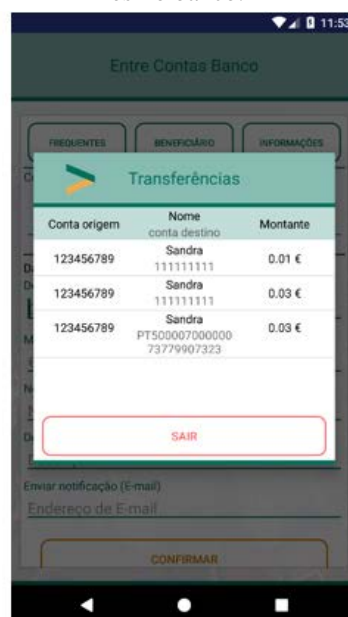 11:53
Entre Contas Banco
FREQUENTES
BENEFICIÁRIO
INFORMAÇÕES
Transferências
Conta origem
Nome
conta destino
Montante
123456789
Sandra
111111111
0.01 €
123456789
Sandra
111111111
0.03 €
123456789
Sandra
PT500007000000
73779907323
0.03 €
SAIR
Enviar notificação (E-mail)
Endereço de E-mail
CONFIRMAR